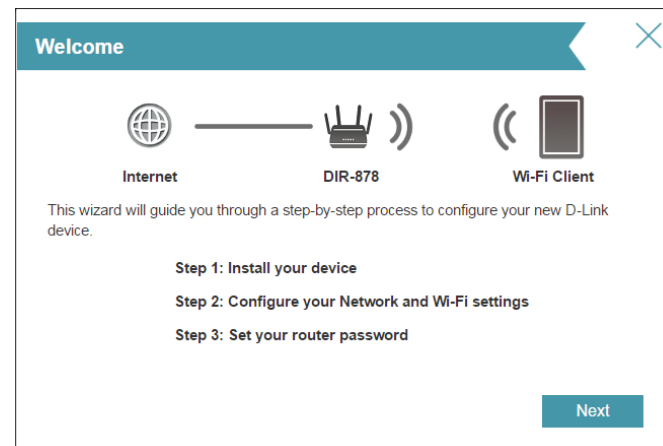 Welcome
Internet
DIR-878
Wi-Fi Client
This wizard will guide you through a step-by-step process to configure your new D-Link
device.
Step 1: Install your device
Step 2: Configure your Network and Wi-Fi settings
Step 3: Set your router password
Next